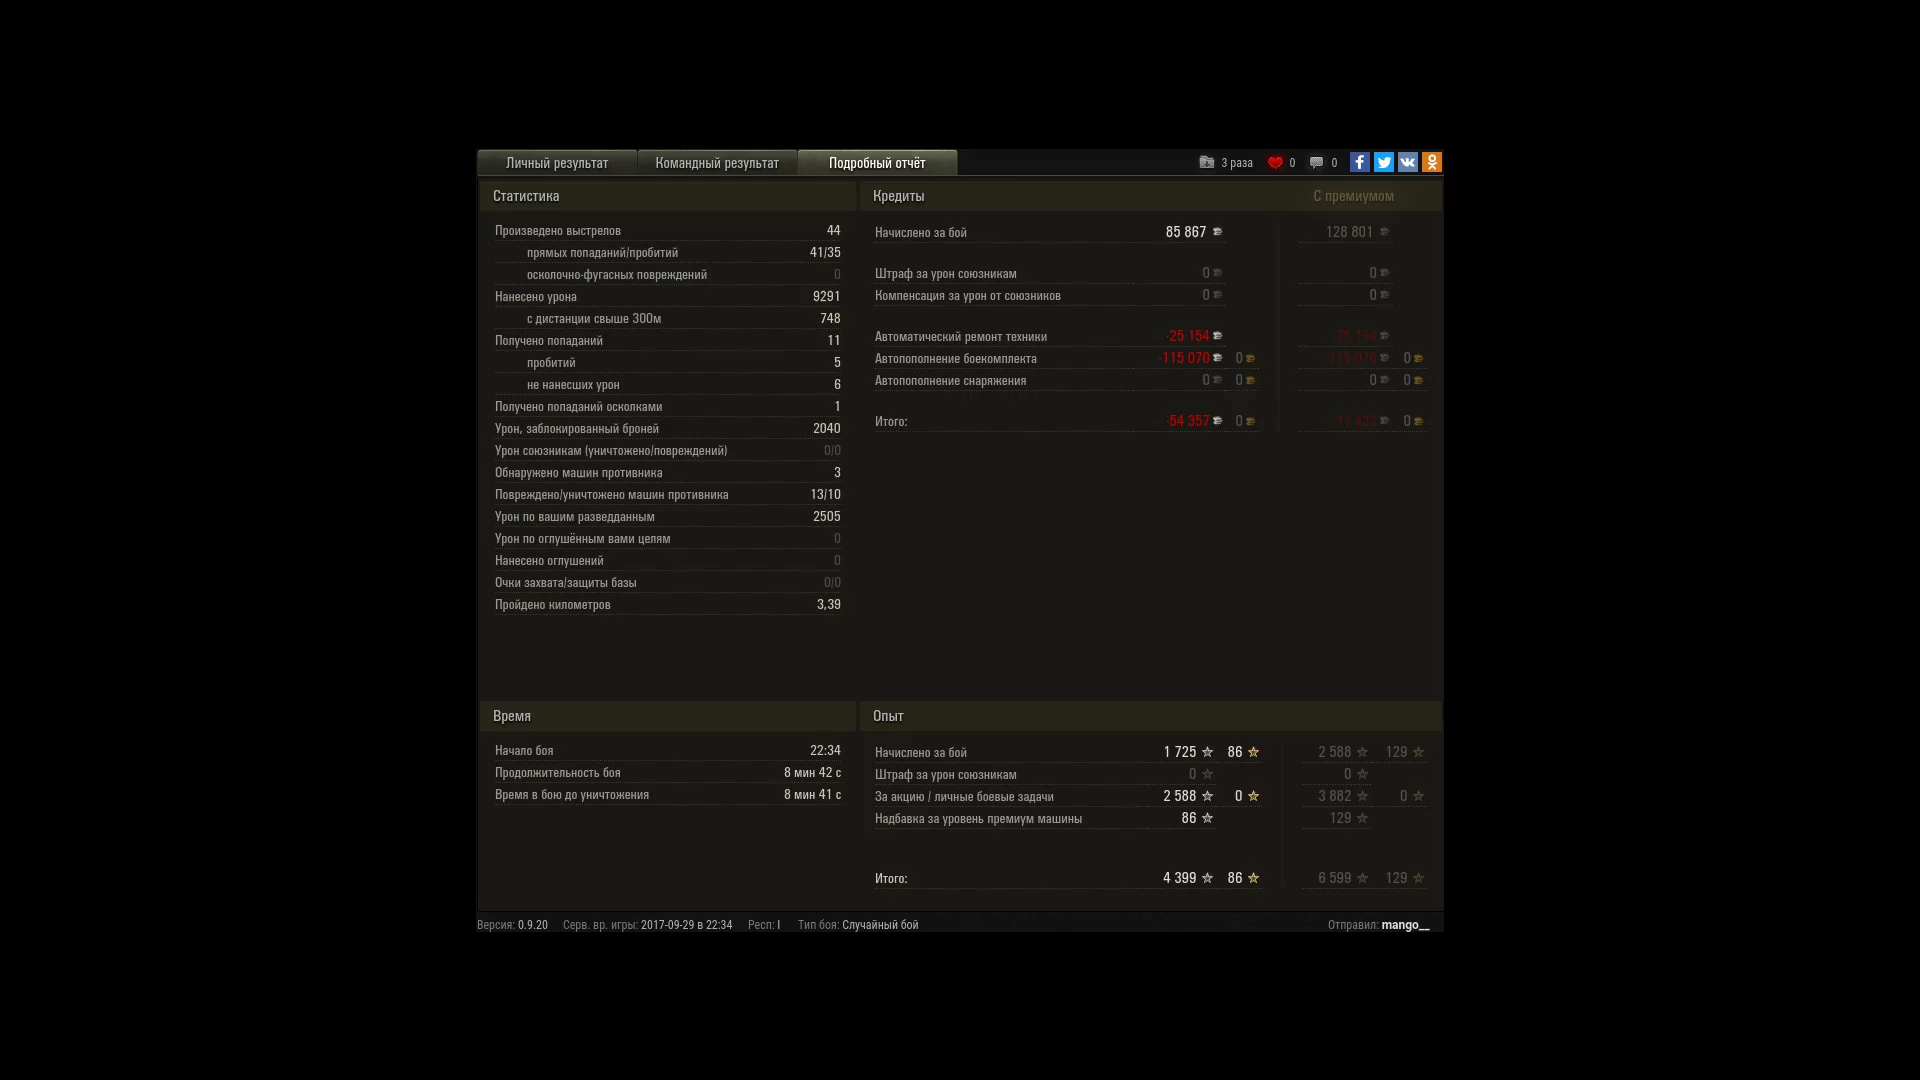 Личный результат Командный результат Подробный отчёт 3 раза 0 0
Статистика
Произведено выстрелов 44
прямых попаданий/пробитий 41/35
осколочно-фугасных повреждений 0
Нанесено урона 9291
с дистанции свыше 300м 748
Получено попаданий 11
пробитий 5
не нанесших урон 6
Получено попаданий осколками 1
Урон, заблокированный броней 2040
Урон союзникам (уничтожено/повреждений) 0/0
Обнаружено машин противника 3
Повреждено/уничтожено машин противника 13/10
Урон по вашим разведданным 2505
Урон по оглушённым вами целям 0
Нанесено оглушений 0
Очки захвата/защиты базы 0/0
Пройдено километров 3,39
Кредиты С премиумом
Начислено за бой 85 867 128 801
Штраф за урон союзникам 0 0
Компенсация за урон от союзников 0 0
Автоматический ремонт техники -25 154 -25 154
Автопополнение боекомплекта -115 070 0 -115 070 0
Автопополнение снаряжения 0 0 0 0
Итого: -54 357 0 -11 423 0
Время
Начало боя 22:34
Продолжительность боя 8 мин 42 с
Время в бою до уничтожения 8 мин 41 с
Опыт
Начислено за бой 1 725 86 2 588 129
Штраф за урон союзникам 0 0
За акцию / личные боевые задачи 2 588 0 3 882 0
Надбавка за уровень премиум машины 86 129
Итого: 4 399 86 6 599 129
Версия: 0.9.20 Серв. вр. игры: 2017-09-29 в 22:34 Респ: I Тип боя: Случайный бой Отправил: mango__